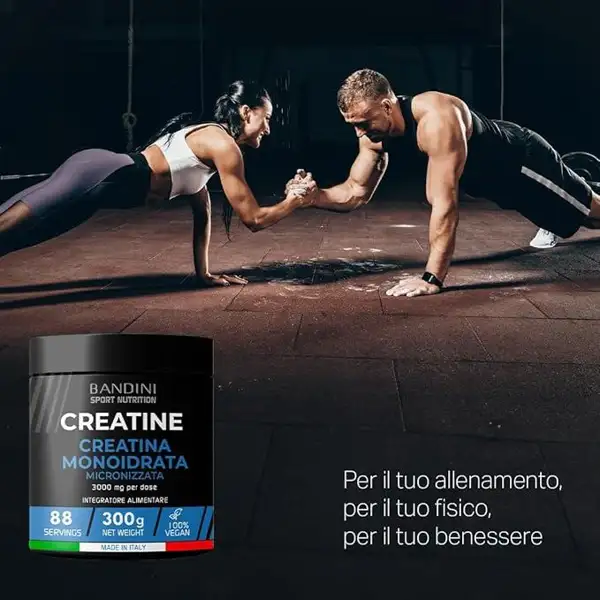 BANDINI
SPORT NUTRITION
CREATINE
CREATINA
MONOIDRATA
MICRONIZZATA
3000 mg per dose
INTEGRATORE ALIMENTARE
88
SERVINGS
300g
NET WEIGHT
100%
VEGAN
MADE IN ITALY
Per il tuo allenamento,
per il tuo fisico,
per il tuo benessere